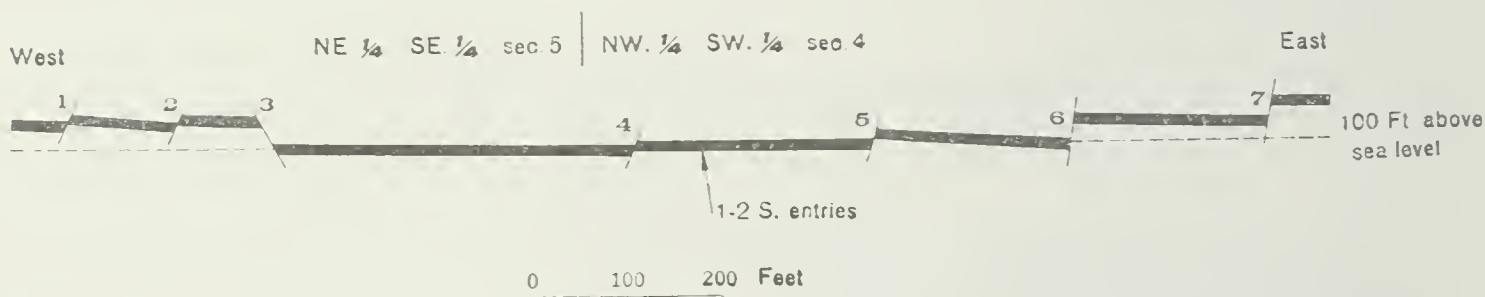 West
NE ¼ SE. ¼ sec. 5 | NW. ¼ SW. ¼ sec. 4
East
1 2 3 4 5 6 7
100 Ft above
sea level
1-2 S. entries
0 100 200 Feet